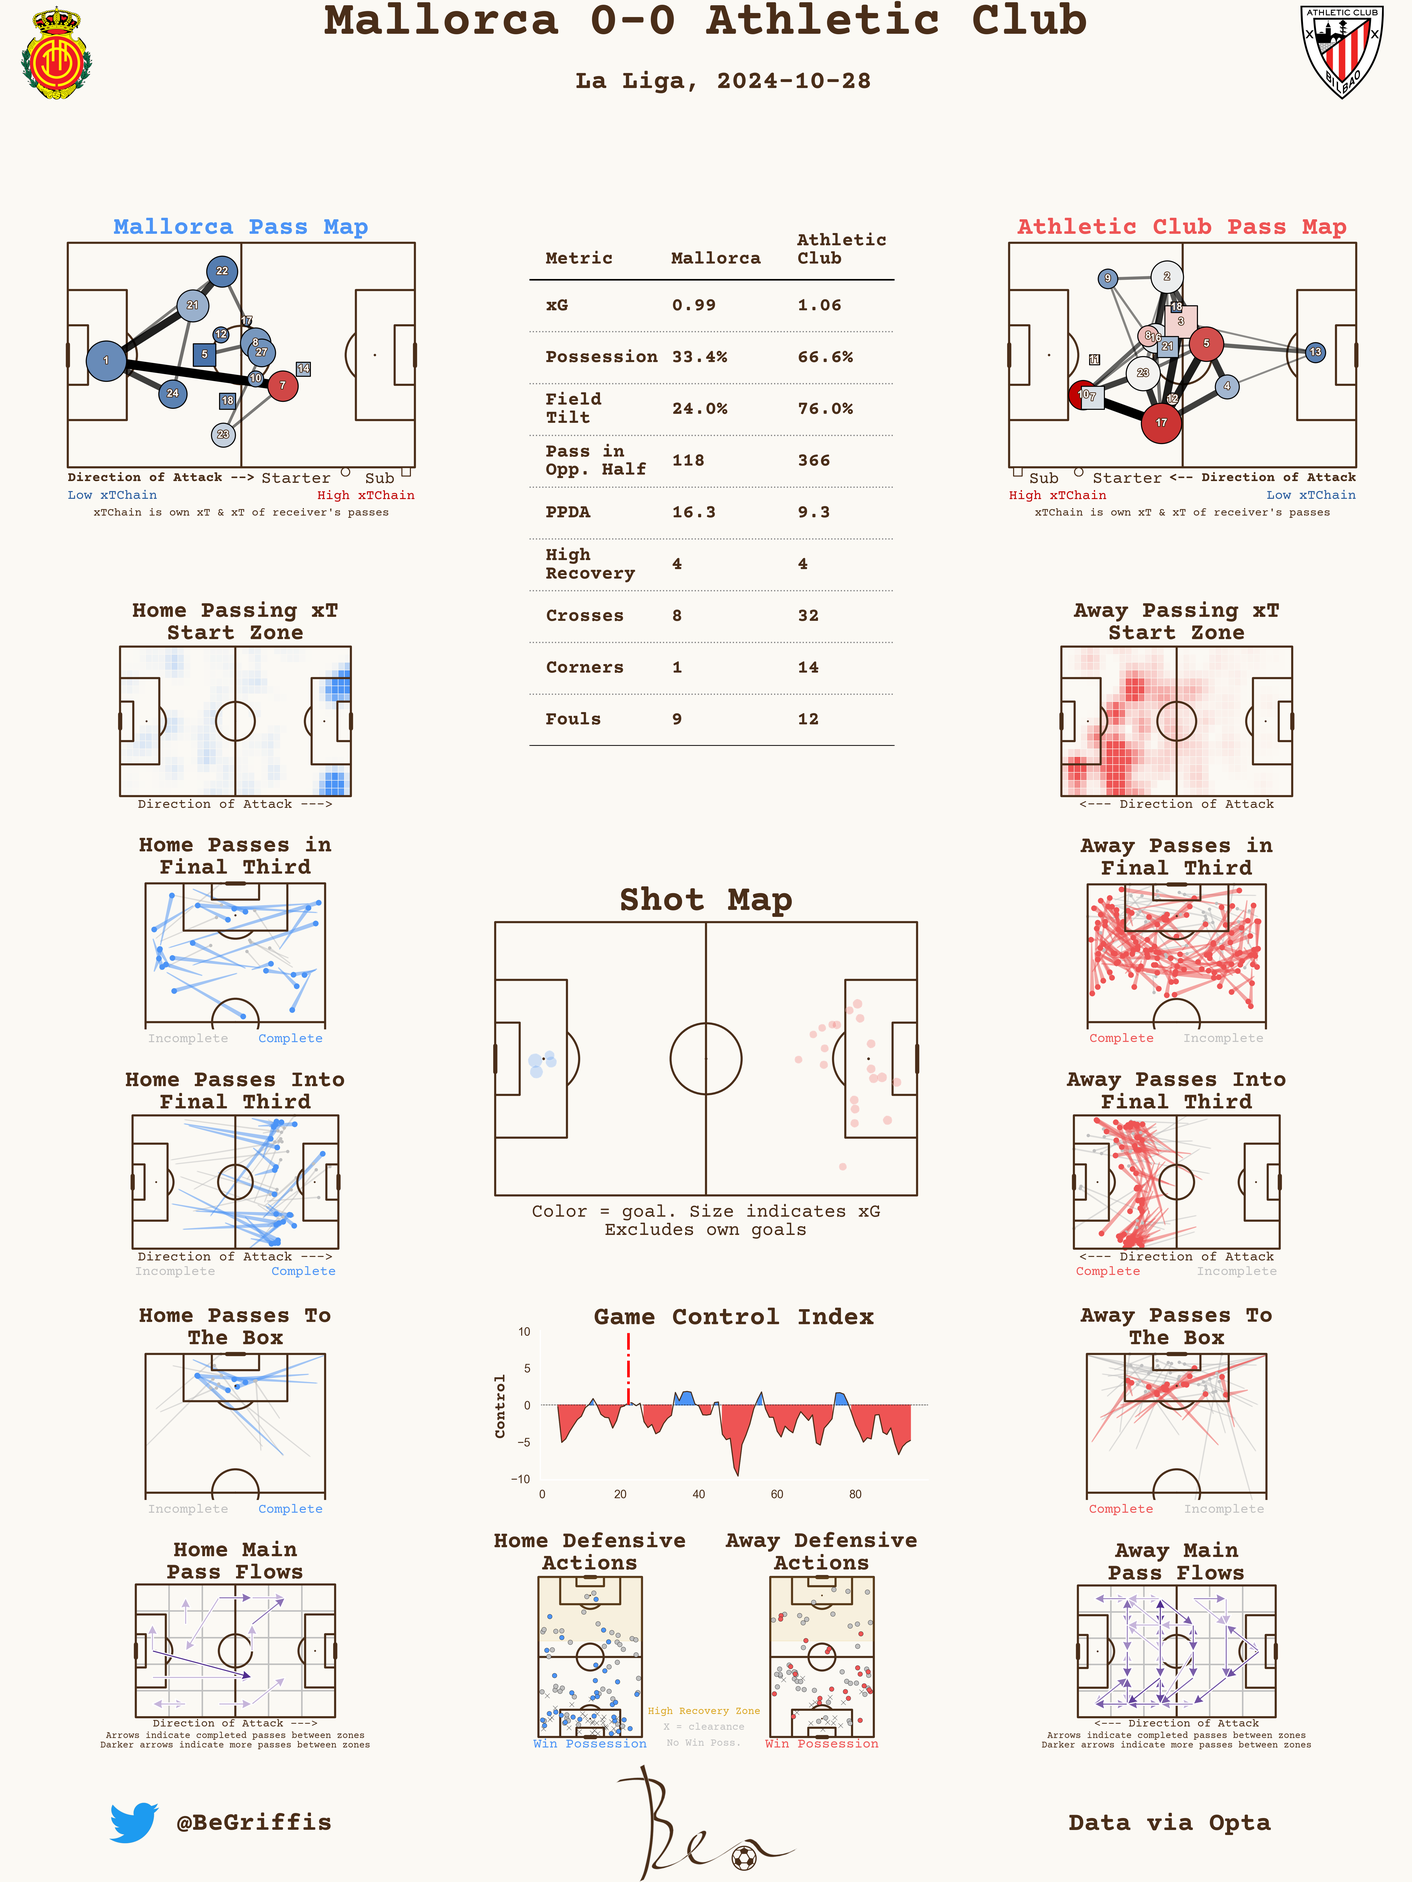 Mallorca 0-0 Athletic Club
La Liga, 2024-10-28
ATHLETIC CLUB
BILBAO
Mallorca Pass Map
22
21
17
12
8
1
5
27
14
10
7
24
18
23
Direction of Attack --> Starter Sub
Low xTChain High xTChain
xTChain is own xT & xT of receiver's passes
Metric Mallorca Athletic Club
xG 0.99 1.06
Possession 33.4% 66.6%
Field Tilt 24.0% 76.0%
Pass in Opp. Half 118 366
PPDA 16.3 9.3
High Recovery 4 4
Crosses 8 32
Corners 1 14
Fouls 9 12
Athletic Club Pass Map
9
2
18
3
8
16
21
5
13
11
23
4
10
7
12
17
Sub Starter <-- Direction of Attack
High xTChain Low xTChain
xTChain is own xT & xT of receiver's passes
Home Passing xT
Start Zone
Direction of Attack --->
Away Passing xT
Start Zone
<--- Direction of Attack
Home Passes in
Final Third
Incomplete Complete
Away Passes in
Final Third
Complete Incomplete
Shot Map
Color = goal. Size indicates xG
Excludes own goals
Home Passes Into
Final Third
Direction of Attack --->
Incomplete Complete
Away Passes Into
Final Third
<--- Direction of Attack
Complete Incomplete
Home Passes To
The Box
Incomplete Complete
Game Control Index
Control
10
5
0
−5
−10
0 20 40 60 80
Away Passes To
The Box
Complete Incomplete
Home Main
Pass Flows
Direction of Attack --->
Arrows indicate completed passes between zones
Darker arrows indicate more passes between zones
Home Defensive
Actions
Win Possession
High Recovery Zone
X = clearance
No Win Poss.
Away Defensive
Actions
Win Possession
Away Main
Pass Flows
<--- Direction of Attack
Arrows indicate completed passes between zones
Darker arrows indicate more passes between zones
@BeGriffis
Ben
Data via Opta